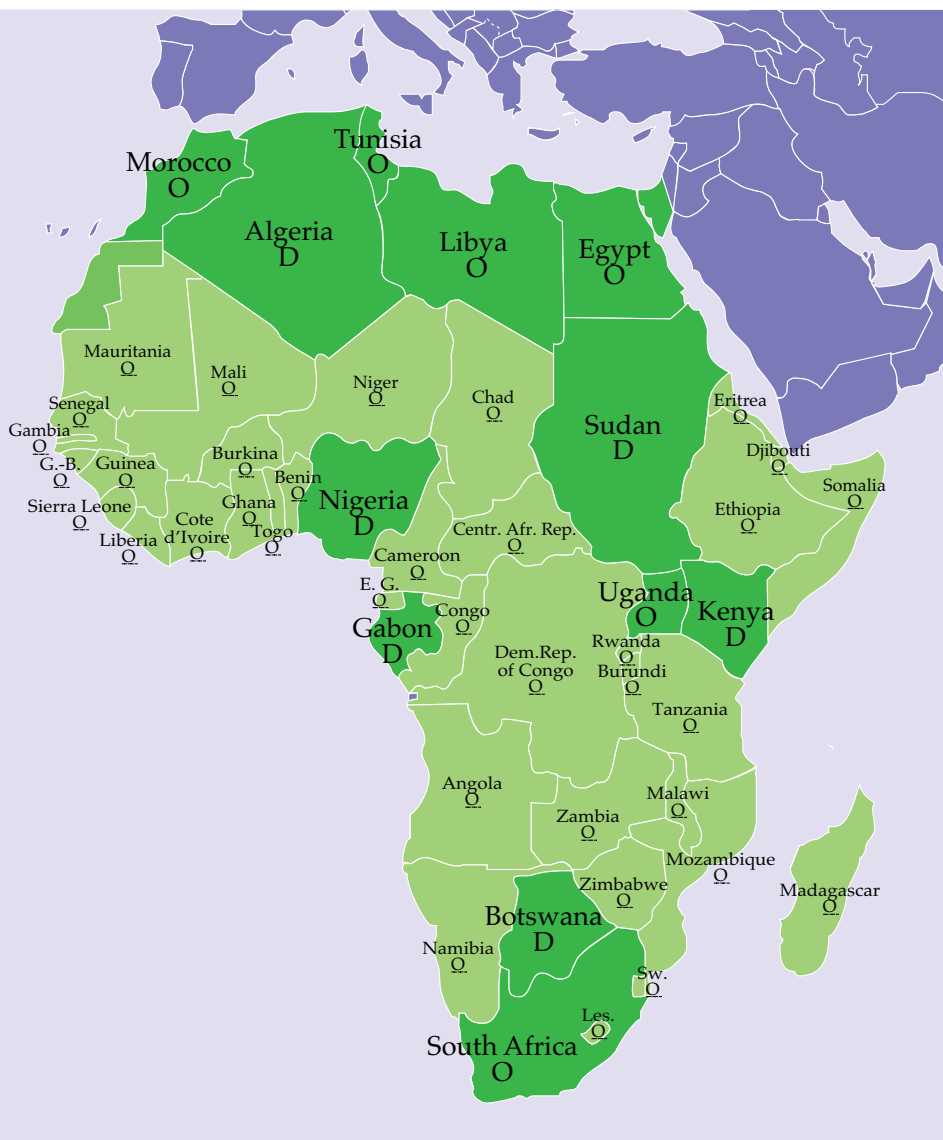 Tunisia
O
Morocco
O
Algeria
D
Libya
O
Egypt
O
Mauritania
O
Mali
O
Niger
O
Chad
O
Sudan
D
Eritrea
O
Djibouti
O
Somalia
O
Ethiopia
O
Senegal
O
Gambia
O
G.-B.
O
Guinea
O
Sierra Leone
O
Liberia
O
Cote
d'Ivoire
O
Burkina
O
Ghana
O
Togo
O
Benin
O
Nigeria
D
Cameroon
O
Centr. Afr. Rep.
O
E. G.
O
Gabon
D
Congo
O
Dem.Rep.
of Congo
O
Uganda
O
Kenya
D
Rwanda
O
Burundi
O
Tanzania
O
Angola
O
Zambia
O
Malawi
O
Mozambique
O
Zimbabwe
O
Madagascar
O
Botswana
D
Namibia
O
Sw.
O
Les.
O
South Africa
O